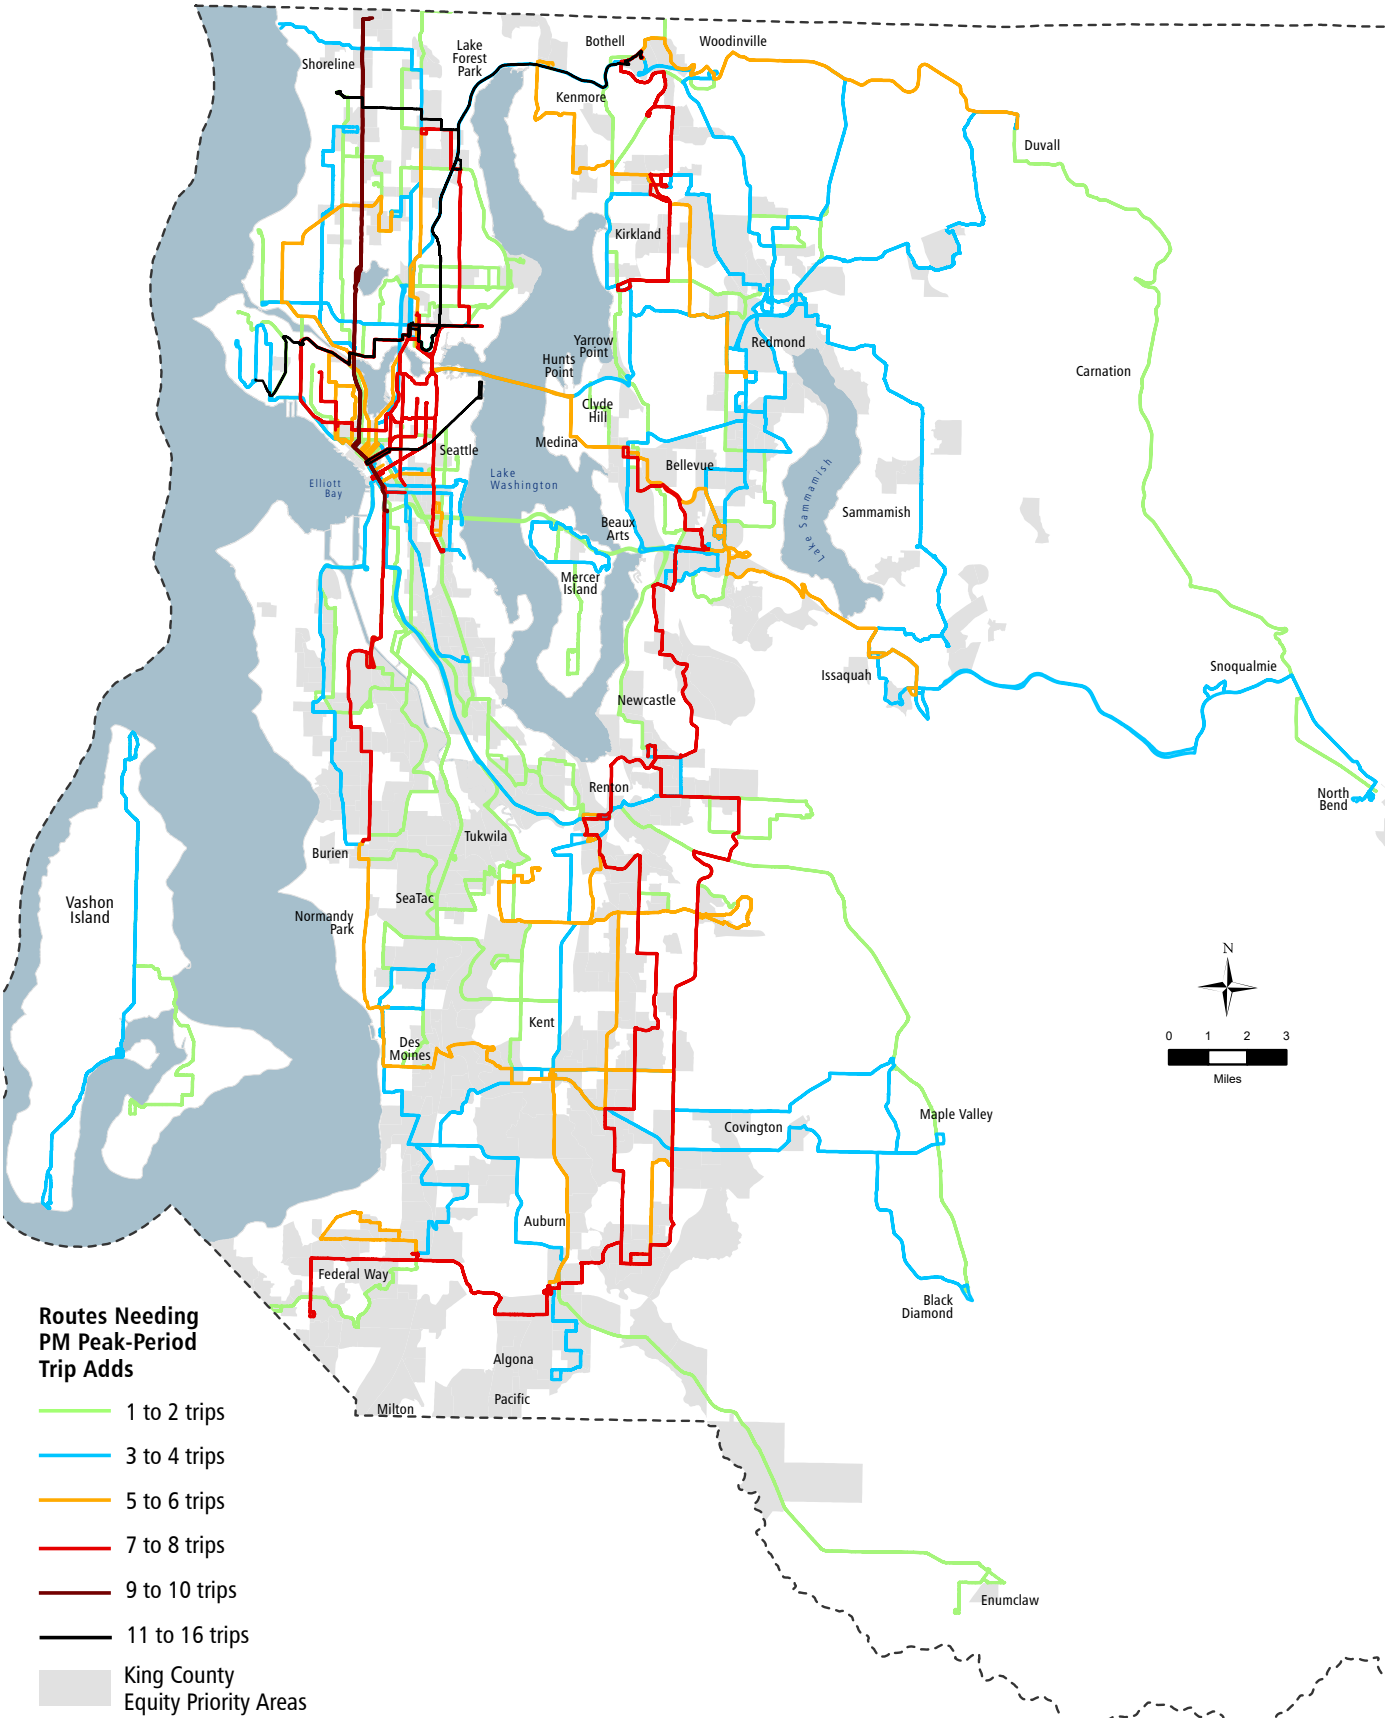 Bothell
Woodinville
Lake
Forest
Park
Shoreline
Kenmore
Duvall
Kirkland
Yarrow
Point
Redmond
Hunts
Point
Carnation
Clyde
Hill
Medina
Seattle
Bellevue
Elliott
Bay
Lake
Washington
Lake Sammamish
Sammamish
Beaux
Arts
Mercer
Island
Snoqualmie
Issaquah
Newcastle
Renton
North
Bend
Tukwila
Burien
SeaTac
Vashon
Island
Normandy
Park
N
Kent
0 1 2 3
Miles
Des
Moines
Maple Valley
Covington
Auburn
Federal Way
Black
Diamond
Algona
Pacific
Milton
Enumclaw
Routes Needing
PM Peak-Period
Trip Adds
1 to 2 trips
3 to 4 trips
5 to 6 trips
7 to 8 trips
9 to 10 trips
11 to 16 trips
King County
Equity Priority Areas